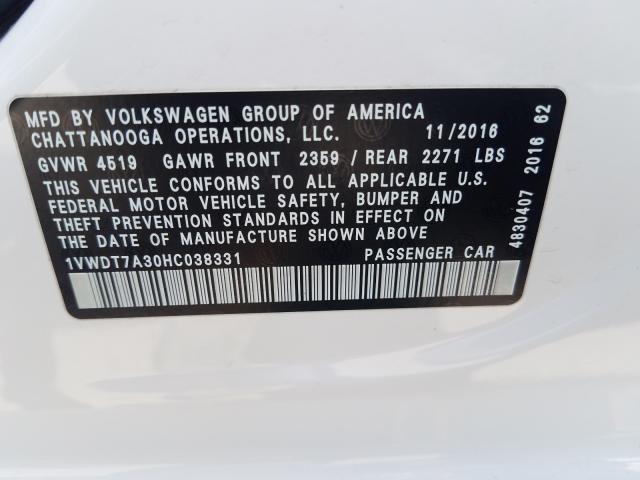 MFD BY VOLKSWAGEN GROUP OF AMERICA
CHATTANOOGA OPERATIONS, LLC. 11/2016
GVWR 4519 GAWR FRONT 2359 / REAR 2271 LBS
THIS VEHICLE CONFORMS TO ALL APPLICABLE U.S.
FEDERAL MOTOR VEHICLE SAFETY, BUMPER AND
THEFT PREVENTION STANDARDS IN EFFECT ON
THE DATE OF MANUFACTURE SHOWN ABOVE
1VWDT7A30HC038331 PASSENGER CAR
4830407 2016 62